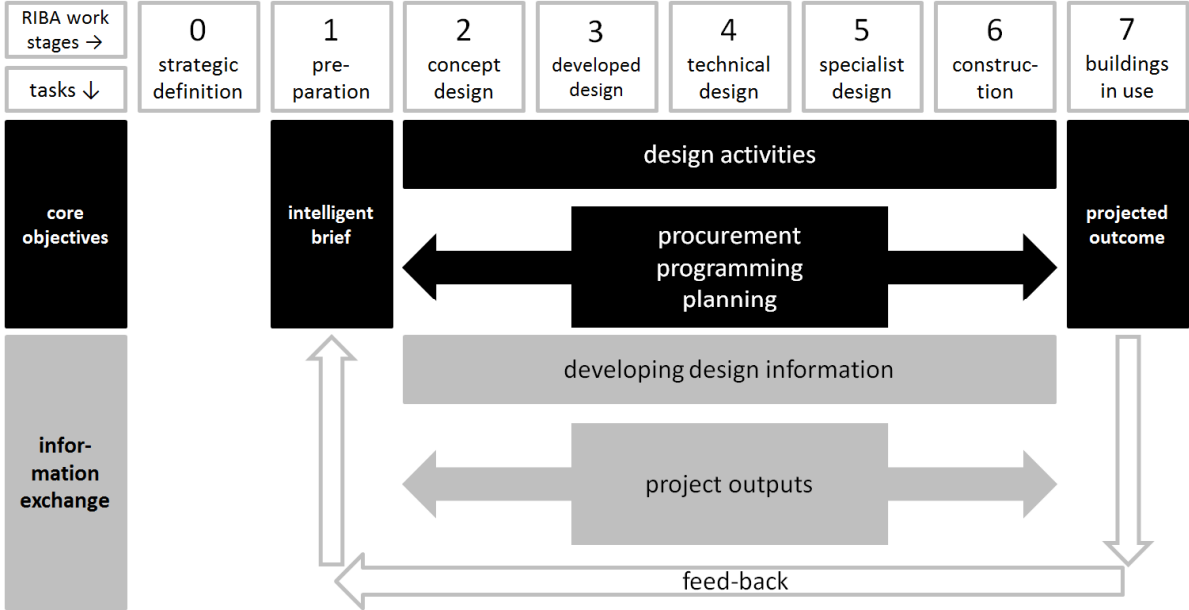 RIBA work
stages →
tasks ↓
0
strategic
definition
1
pre-
paration
2
concept
design
3
developed
design
4
technical
design
5
specialist
design
6
construc-
tion
7
buildings
in use
core
objectives
intelligent
brief
design activities
procurement
programming
planning
projected
outcome
infor-
mation
exchange
developing design information
project outputs
feed-back